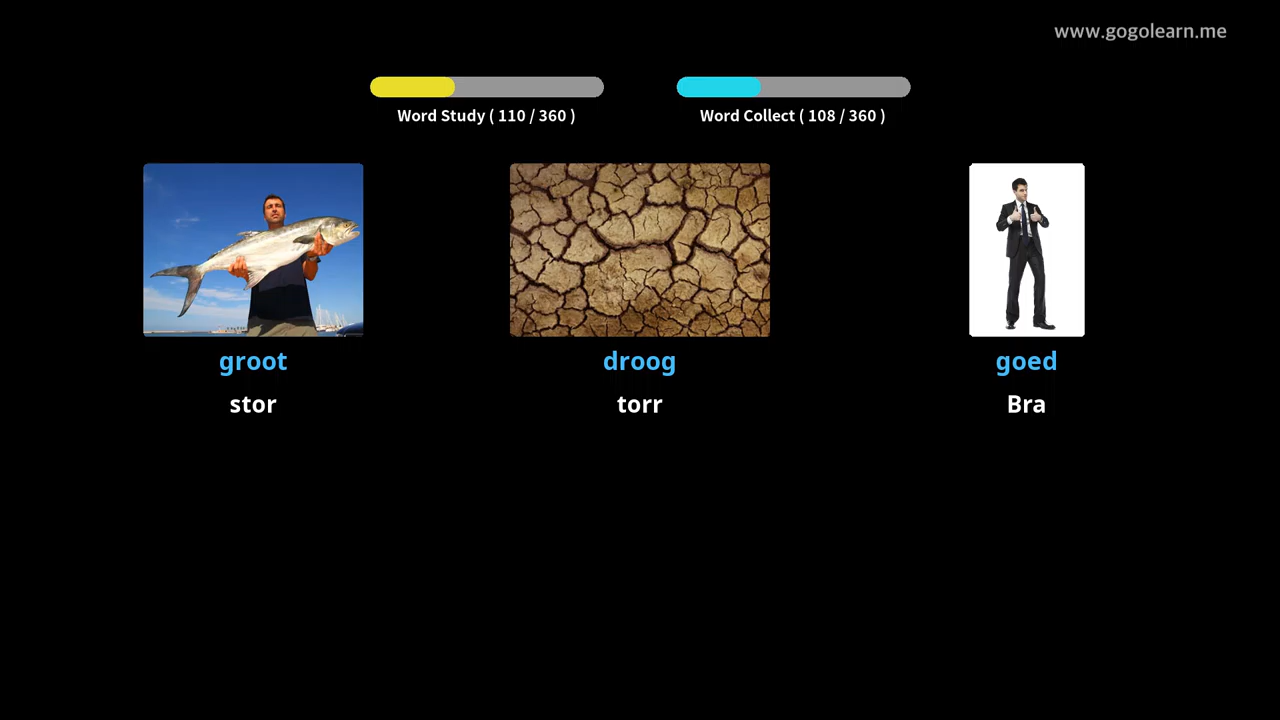 www.gogolearn.me
Word Study ( 110 / 360 )
Word Collect ( 108 / 360 )
groot
droog
goed
stor
torr
Bra